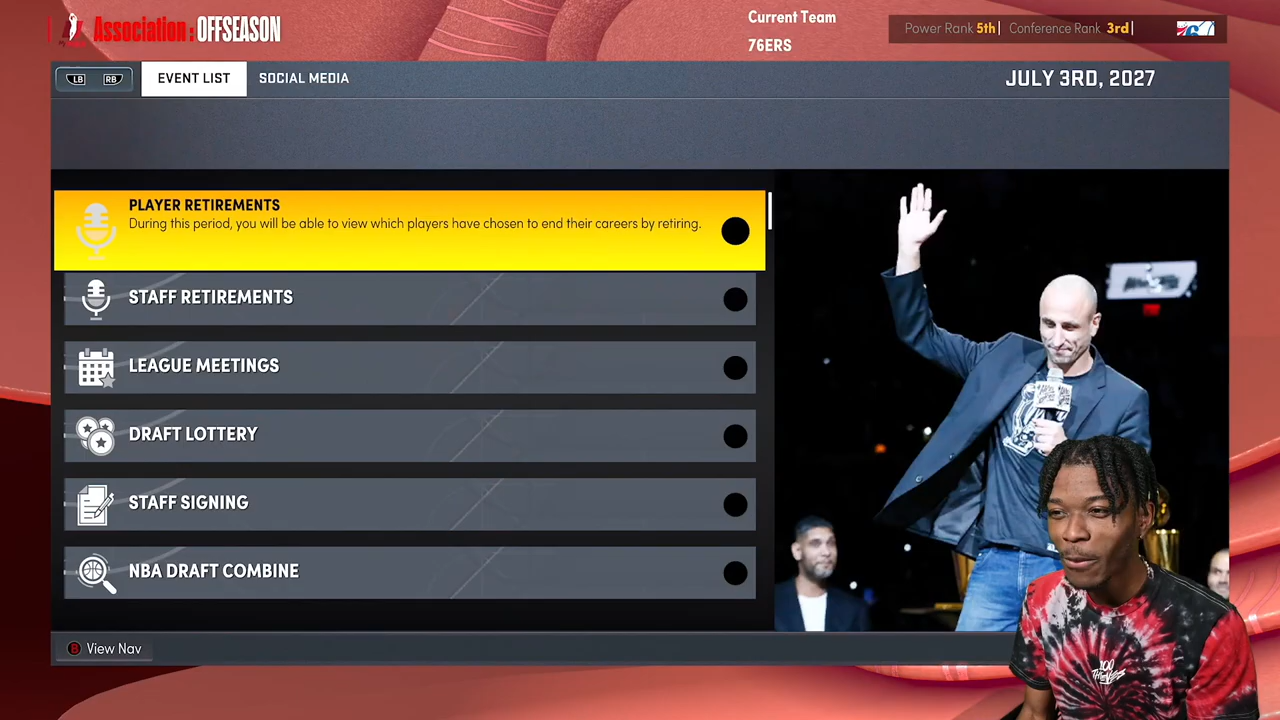 Association: OFFSEASON
Current Team
76ERS
Power Rank 5th| Conference Rank 3rd|
LB RB EVENT LIST SOCIAL MEDIA JULY 3RD, 2027
PLAYER RETIREMENTS
During this period, you will be able to view which players have chosen to end their careers by retiring.
STAFF RETIREMENTS
LEAGUE MEETINGS
DRAFT LOTTERY
STAFF SIGNING
NBA DRAFT COMBINE
B View Nav
100
THIEVES